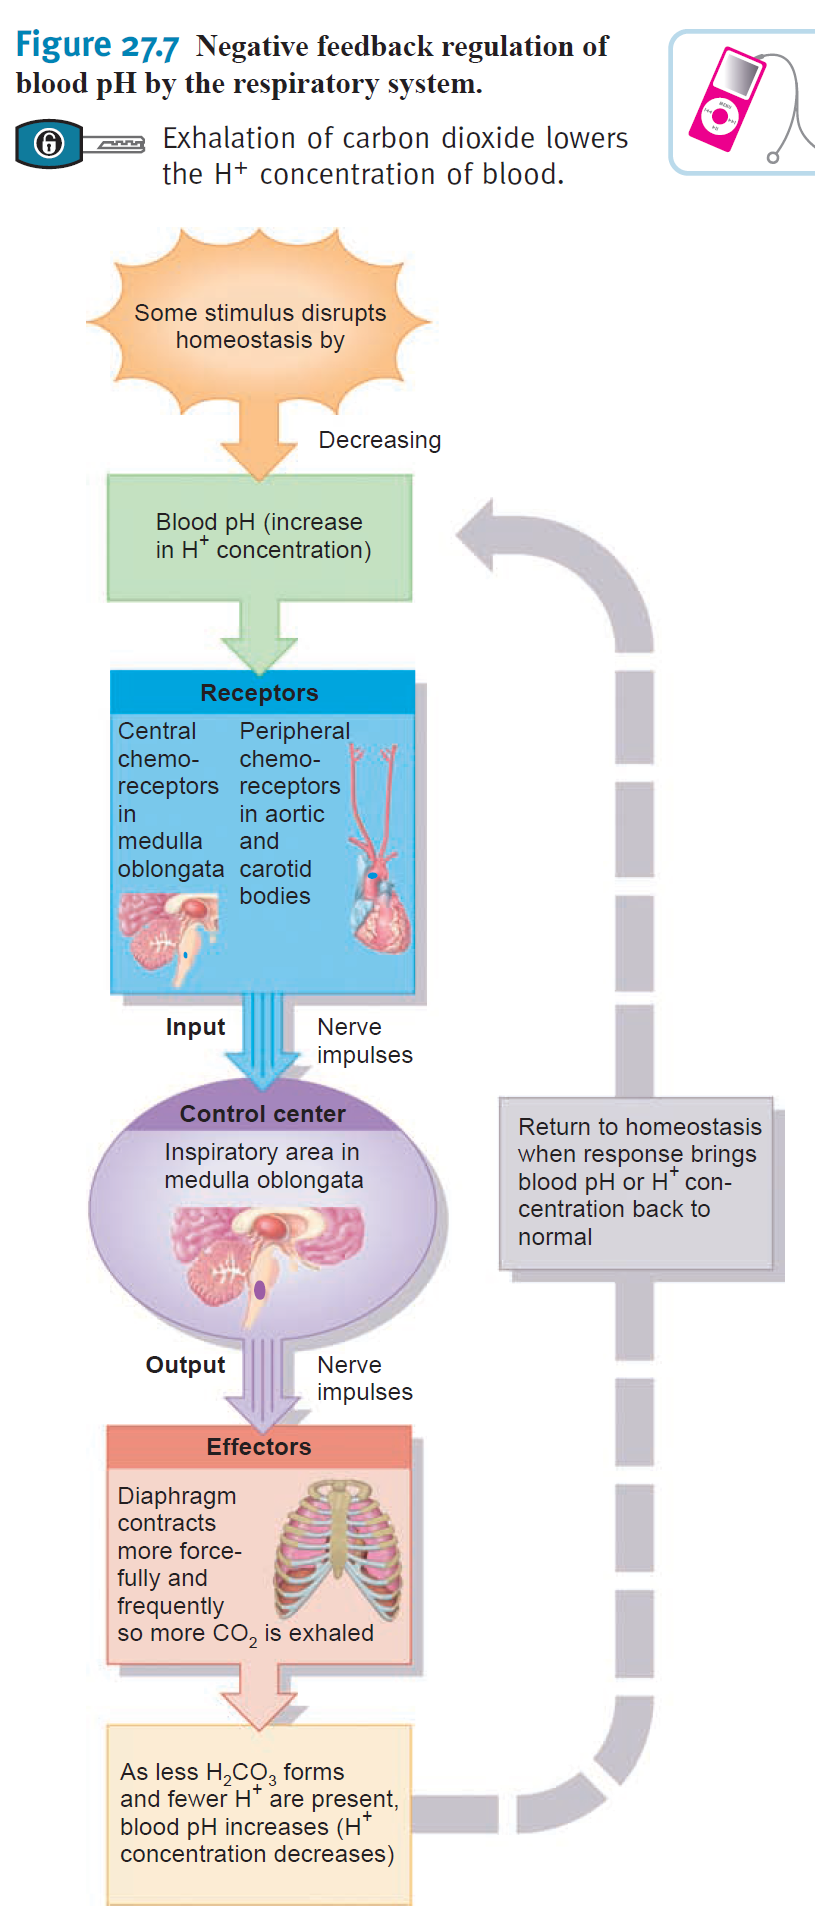 Figure 27.7 Negative feedback regulation of
blood pH by the respiratory system.
Exhalation of carbon dioxide lowers
the H⁺ concentration of blood.
Some stimulus disrupts
homeostasis by
Decreasing
Blood pH (increase
in H⁺ concentration)
Receptors
Central
chemo-
receptors
in
medulla
oblongata
Peripheral
chemo-
receptors
in aortic
and
carotid
bodies
Input
Nerve
impulses
Control center
Inspiratory area in
medulla oblongata
Output
Nerve
impulses
Effectors
Diaphragm
contracts
more force-
fully and
frequently
so more CO₂ is exhaled
As less H₂CO₃ forms
and fewer H⁺ are present,
blood pH increases (H⁺
concentration decreases)
Return to homeostasis
when response brings
blood pH or H⁺ con-
centration back to
normal